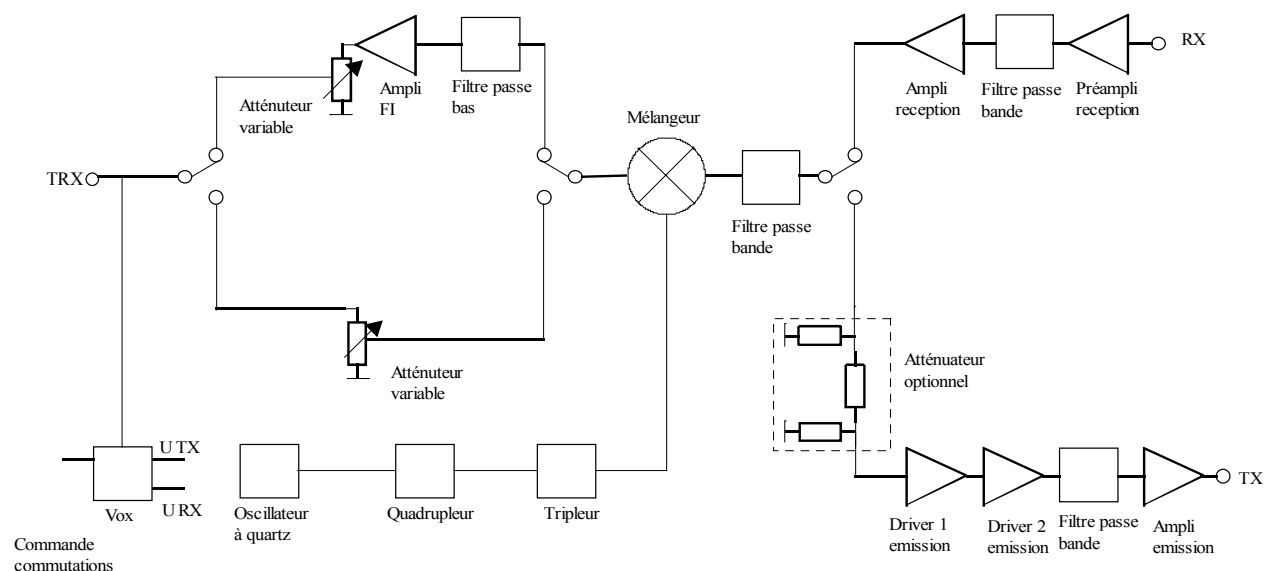 RX
Ampli
FI
Filtre passe
bas
Atténuteur
variable
Ampli
reception
Filtre passe
bande
Préampli
reception
Mélangeur
TRX
Filtre passe
bande
Atténuteur
variable
Atténuateur
optionnel
U TX
U RX
Vox
Oscillateur
à quartz
Quadrupleur
Tripleur
TX
Driver 1
emission
Driver 2
emission
Filtre passe
bande
Ampli
emission
Commande
commutations